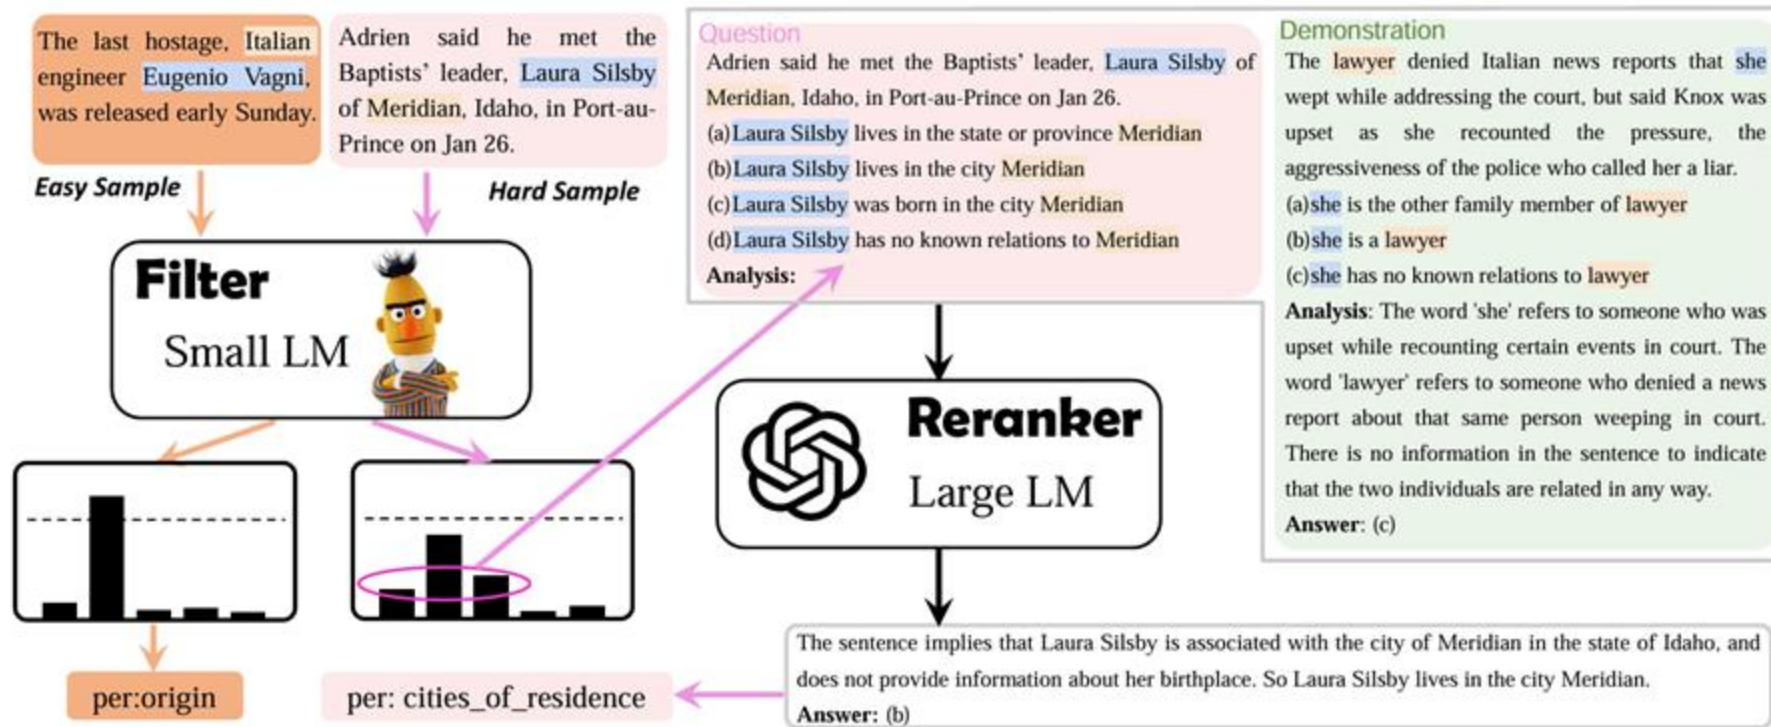 The last hostage, Italian
engineer Eugenio Vagni,
was released early Sunday.
Adrien said he met the
Baptists' leader, Laura Silsby
of Meridian, Idaho, in Port-au-
Prince on Jan 26.
Easy Sample
Hard Sample
Filter
Small LM
per:origin
per: cities_of_residence
Question
Adrien said he met the Baptists' leader, Laura Silsby of
Meridian, Idaho, in Port-au-Prince on Jan 26.
(a)Laura Silsby lives in the state or province Meridian
(b)Laura Silsby lives in the city Meridian
(c)Laura Silsby was born in the city Meridian
(d)Laura Silsby has no known relations to Meridian
Analysis:
Reranker
Large LM
Demonstration
The lawyer denied Italian news reports that she
wept while addressing the court, but said Knox was
upset as she recounted the pressure, the
aggressiveness of the police who called her a liar.
(a)she is the other family member of lawyer
(b)she is a lawyer
(c)she has no known relations to lawyer
Analysis: The word 'she' refers to someone who was
upset while recounting certain events in court. The
word 'lawyer' refers to someone who denied a news
report about that same person weeping in court.
There is no information in the sentence to indicate
that the two individuals are related in any way.
Answer: (c)
The sentence implies that Laura Silsby is associated with the city of Meridian in the state of Idaho, and
does not provide information about her birthplace. So Laura Silsby lives in the city Meridian.
Answer: (b)